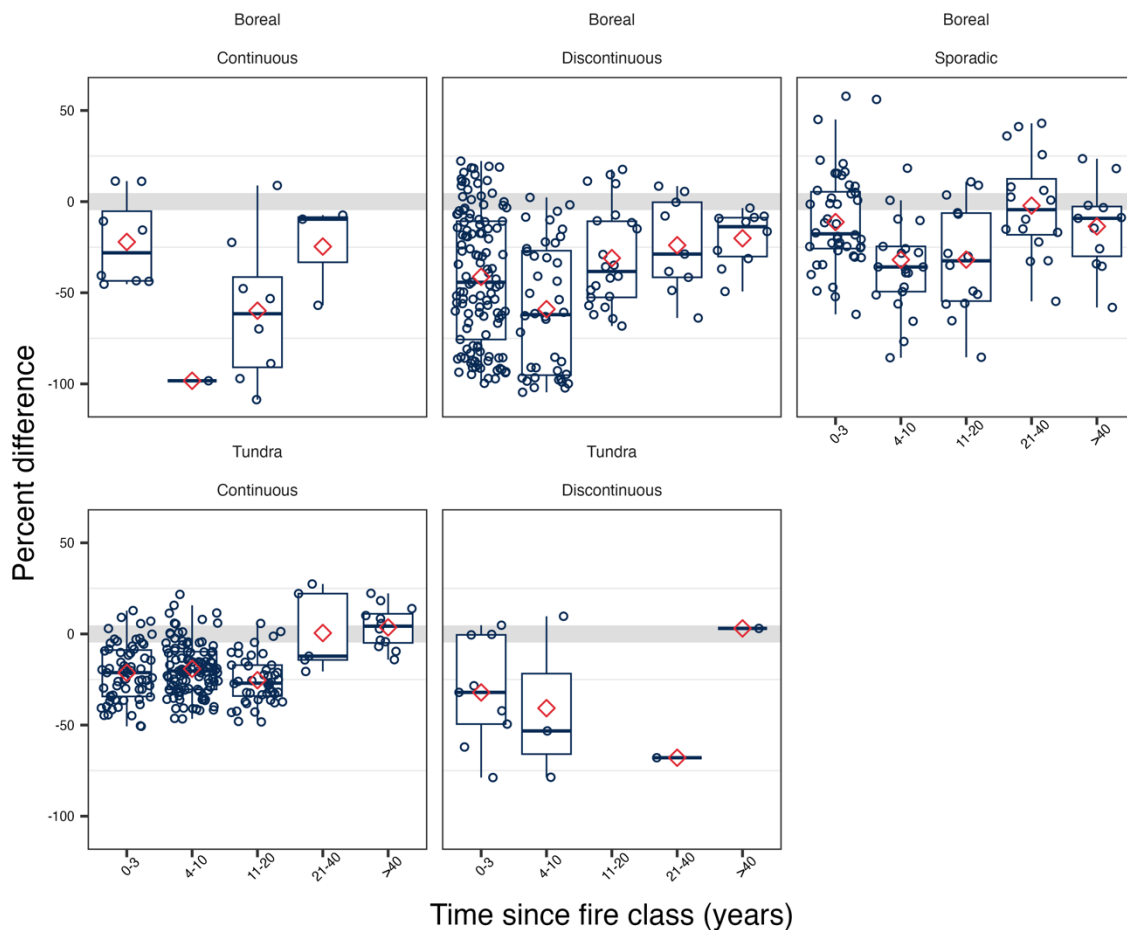 Boreal
Continuous
Boreal
Discontinuous
Boreal
Sporadic
50
0
-50
-100
0-3
4-10
11-20
21-40
>40
Tundra
Continuous
Tundra
Discontinuous
50
0
-50
-100
0-3
4-10
11-20
21-40
>40
0-3
4-10
11-20
21-40
>40
Percent difference
Time since fire class (years)